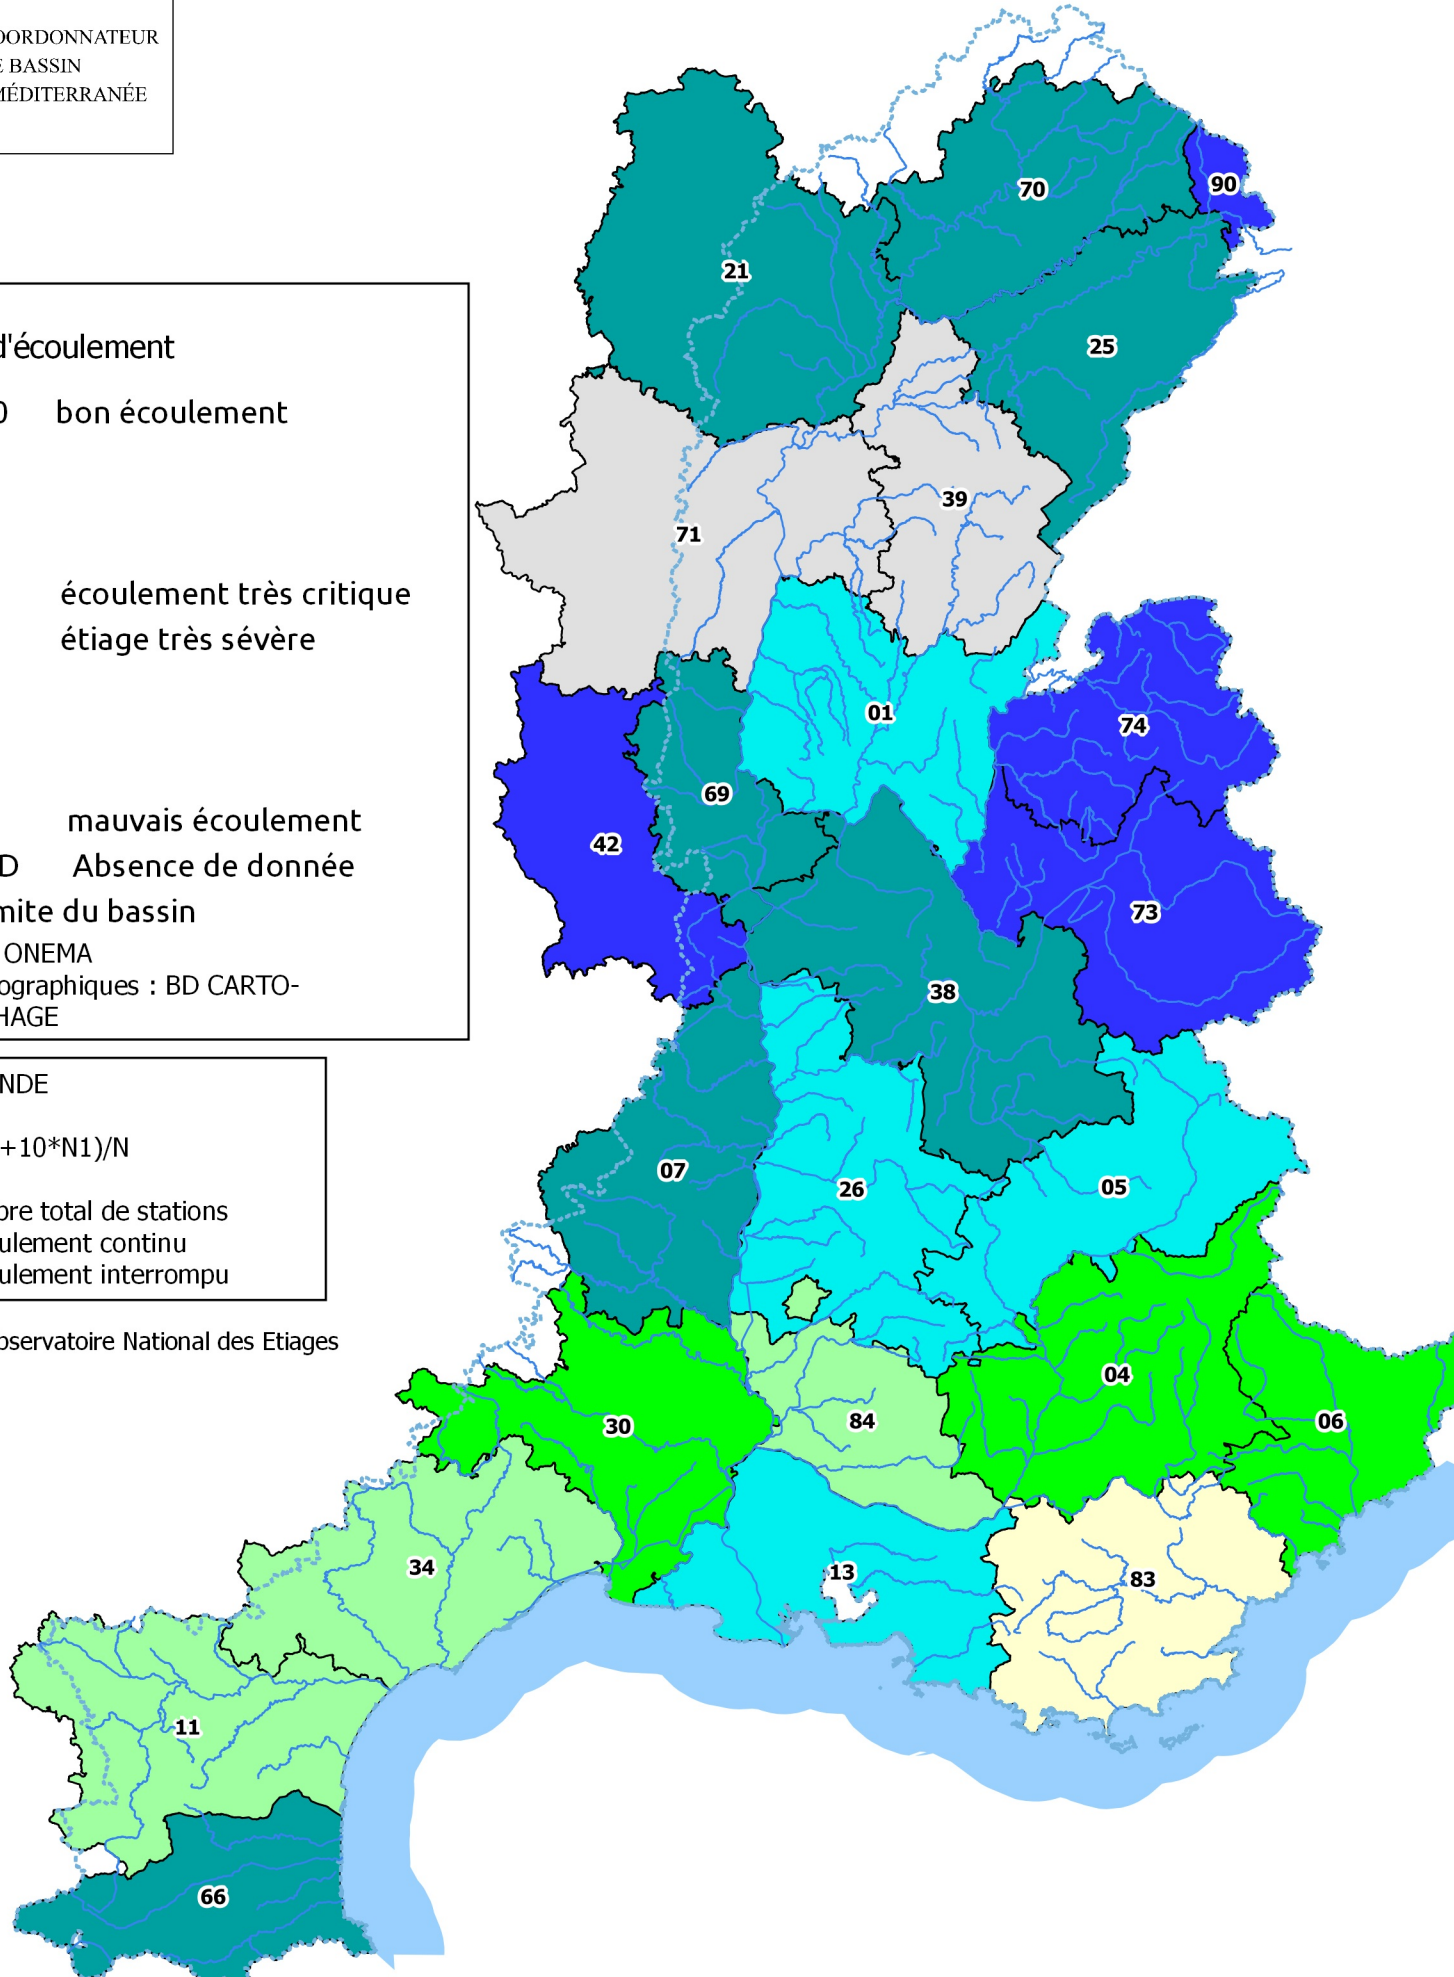 OORDONNATEUR
E BASSIN
MÉDITERRANÉE
d'écoulement
0 bon écoulement
écoulement très critique
étiage très sévère
mauvais écoulement
D Absence de donnée
mite du bassin
ONEMA
ographiques : BD CARTO-
HAGE
NDE
+10*N1)/N
bre total de stations
ulement continu
ulement interrompu
bservatoire National des Etiages
70
90
21
25
39
71
01
74
69
42
73
38
07
26
05
04
30
84
06
34
13
83
11
66